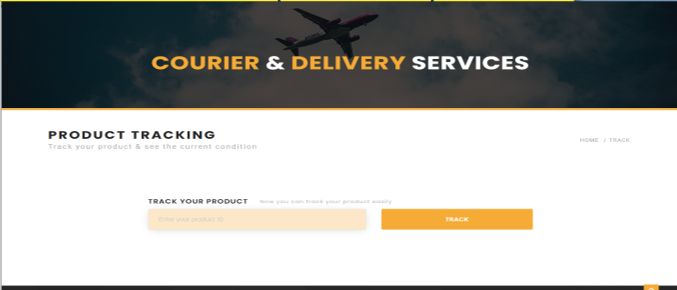 COURIER & DELIVERY SERVICES
PRODUCT TRACKING
HOME / TRACK
Track your product & see the current condition
TRACK YOUR PRODUCT Now you can track your product easily
Enter your product ID
TRACK